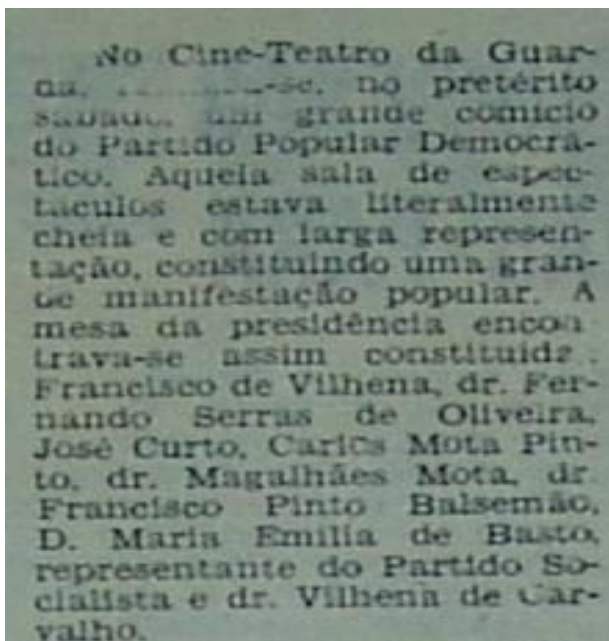 No Cine-Teatro da Guar-
da, -se, no pretérito
sábado, um grande comício
do Partido Popular Democrá-
tico. Aquela sala de espec-
táculos estava literalmente
cheia e com larga represen-
tação, constituindo uma gran-
de manifestação popular. A
mesa da presidência encon
trava-se assim constituída:
Francisco de Vilhena, dr. Fer-
nando Serras de Oliveira,
José Curto, Carlos Mota Pin-
to, dr. Magalhães Mota, dr.
Francisco Pinto Balsemão,
D. Maria Emília de Basto,
representante do Partido So-
cialista e dr. Vilhena de Car-
valho.